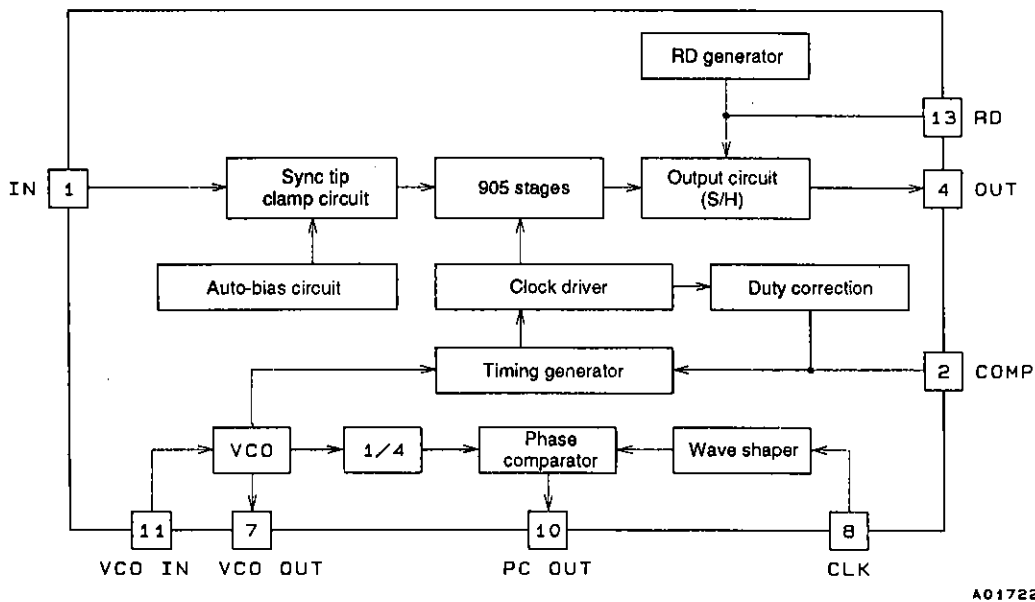 RD generator
13 RD
IN 1
Sync tip
clamp circuit
905 stages
Output circuit
(S/H)
4 OUT
Auto-bias circuit
Clock driver
Duty correction
Timing generator
2 COMP
VCO
1/4
Phase
comparator
Wave shaper
11
7
10
8
VCO IN
VCO OUT
PC OUT
CLK
A01722